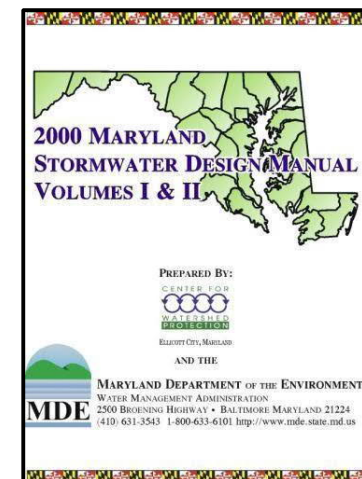 2000 MARYLAND
STORMWATER DESIGN MANUAL
VOLUMES I & II
PREPARED BY:
CENTER FOR
WATERSHED
PROTECTION
ELLICOTT CITY, MARYLAND
AND THE
MARYLAND DEPARTMENT OF THE ENVIRONMENT
WATER MANAGEMENT ADMINISTRATION
2500 BROENING HIGHWAY • BALTIMORE MARYLAND 21224
(410) 631-3543 1-800-633-6101 http://www.mde.state.md.us
MDE